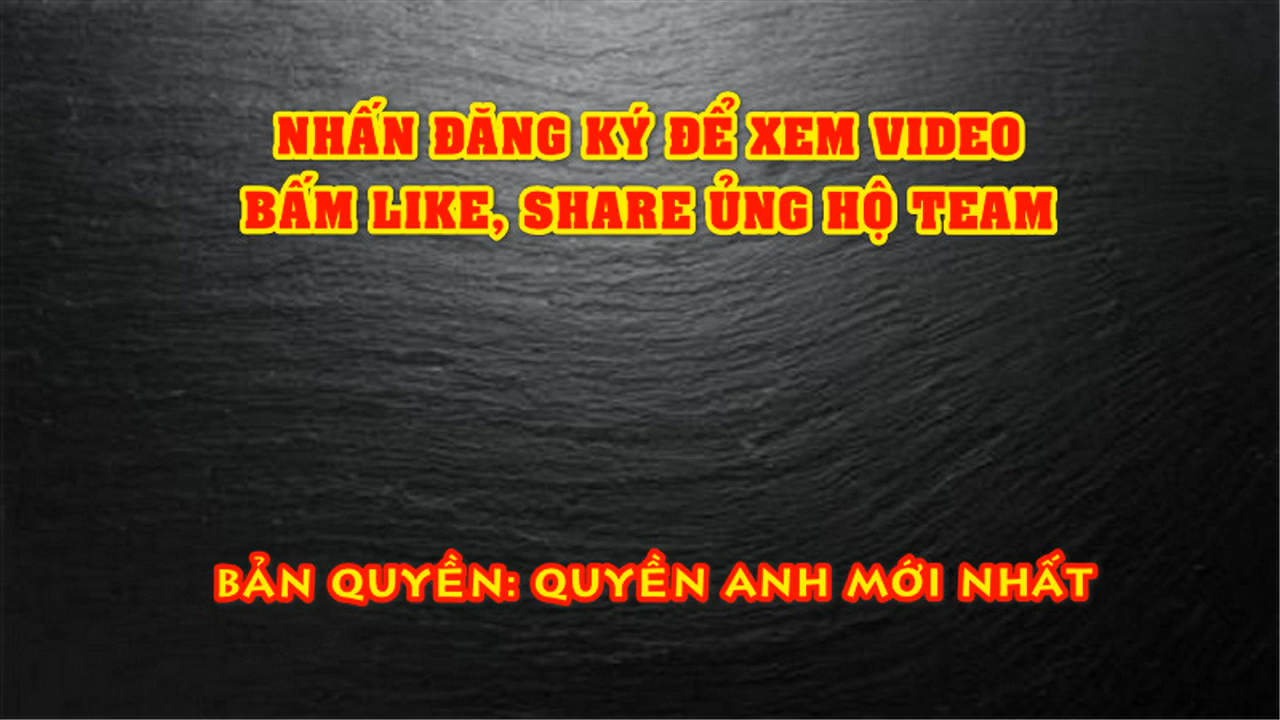 NHẤN ĐĂNG KÝ ĐỂ XEM VIDEO
BẤM LIKE, SHARE ỦNG HỘ TEAM
BẢN QUYỀN: QUYỀN ANH MỚI NHẤT